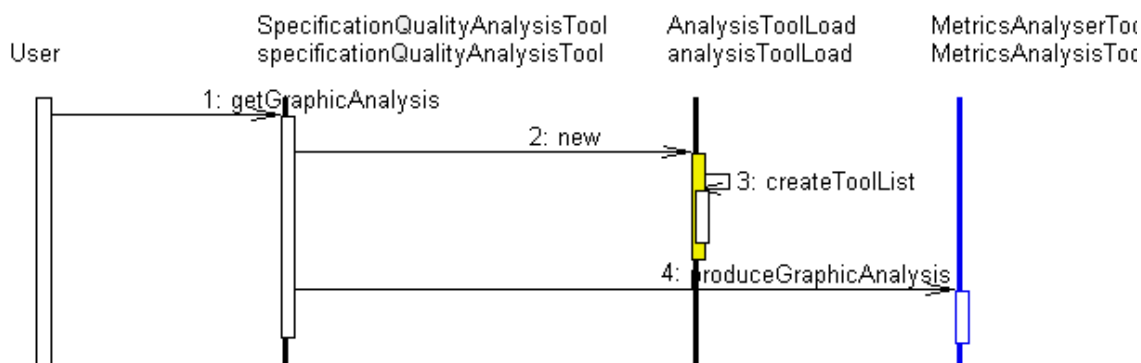 SpecificationQualityAnalysisTool AnalysisToolLoad MetricsAnalyserToo
User specificationQualityAnalysisTool analysisToolLoad MetricsAnalysisToo
1: getGraphicAnalysis
2: new
3: createToolList
4: produceGraphicAnalysis